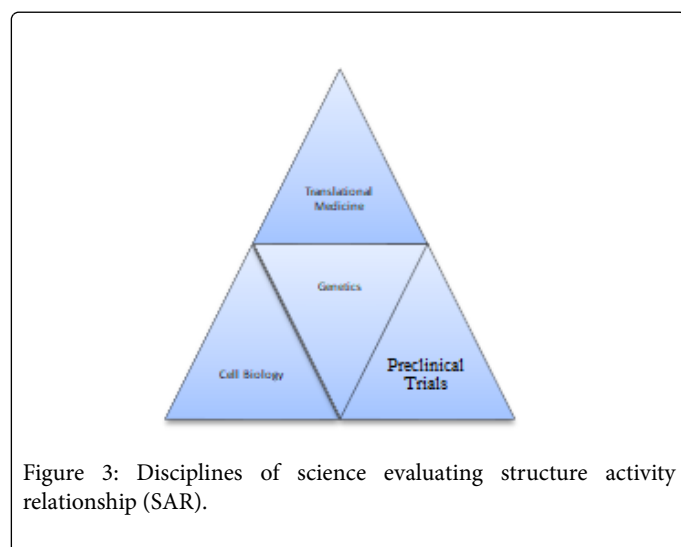 Translational
Medicine
Genetics
Cell Biology
Preclinical
Trials
Figure 3: Disciplines of science evaluating structure activity
relationship (SAR).